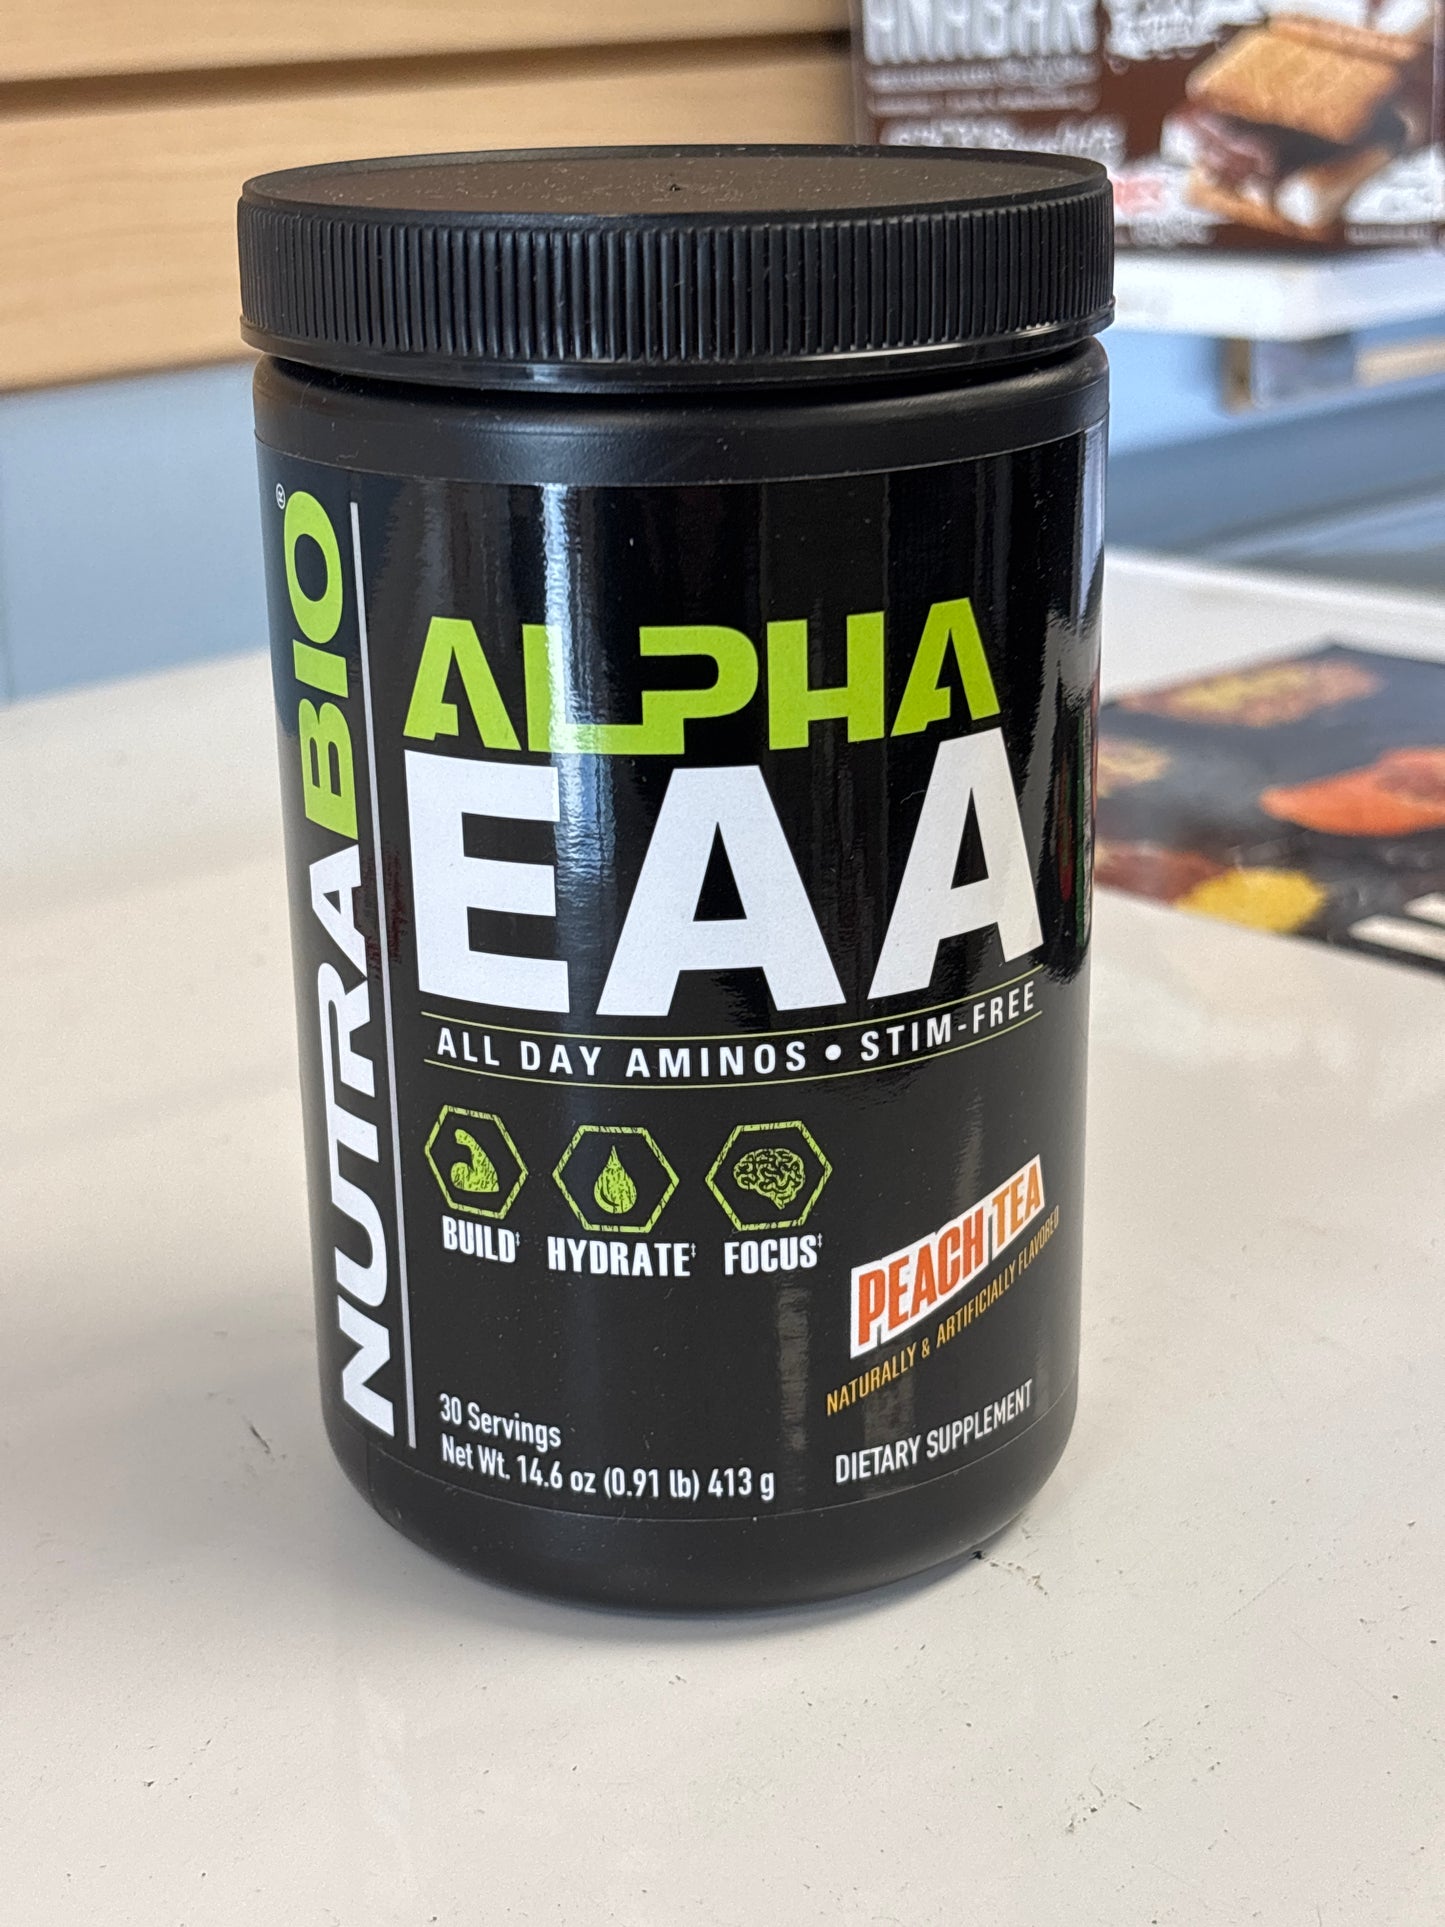 NUTRABIO®
ALPHA
EAA
ALL DAY AMINOS • STIM-FREE
BUILD‡
HYDRATE‡
FOCUS‡
PEACH TEA
NATURALLY & ARTIFICIALLY FLAVORED
30 Servings
Net Wt. 14.6 oz (0.91 lb) 413 g
DIETARY SUPPLEMENT